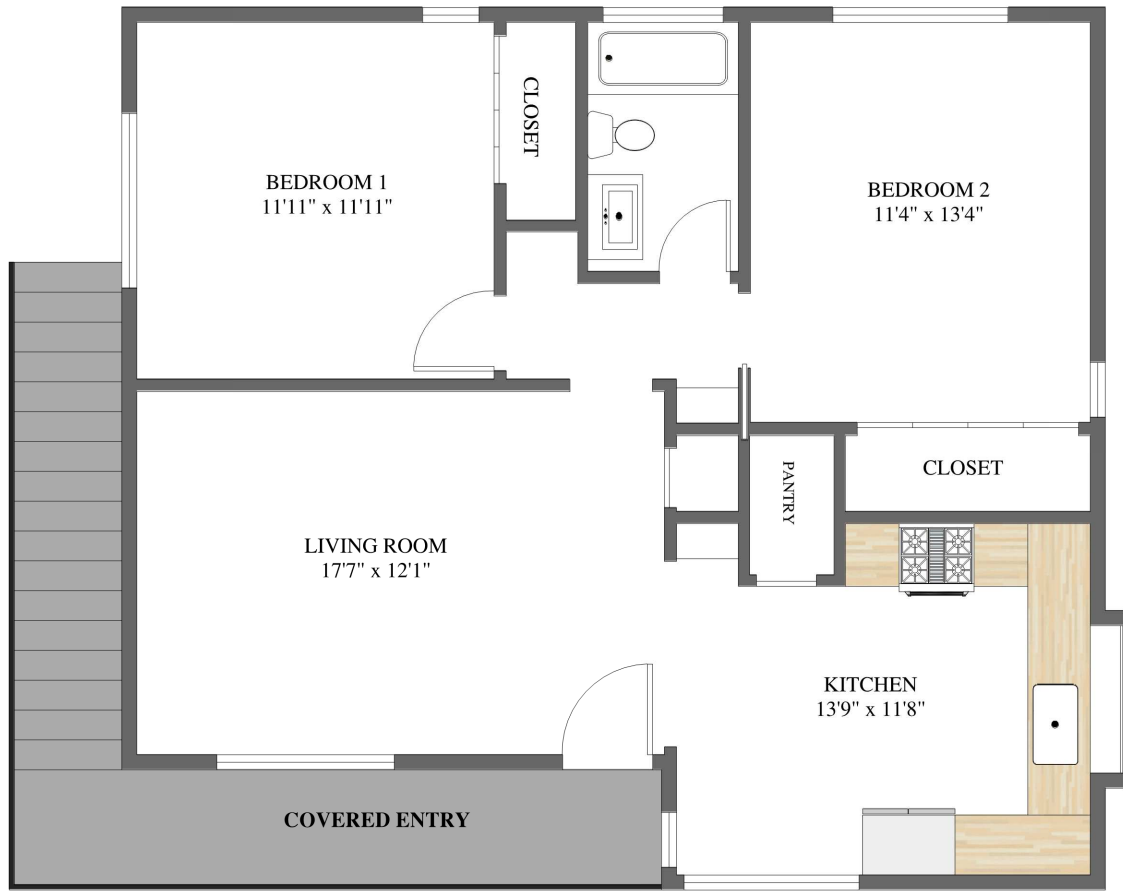 CLOSET
BEDROOM 1
11'11" x 11'11"
BEDROOM 2
11'4" x 13'4"
CLOSET
PANTRY
LIVING ROOM
17'7" x 12'1"
KITCHEN
13'9" x 11'8"
COVERED ENTRY